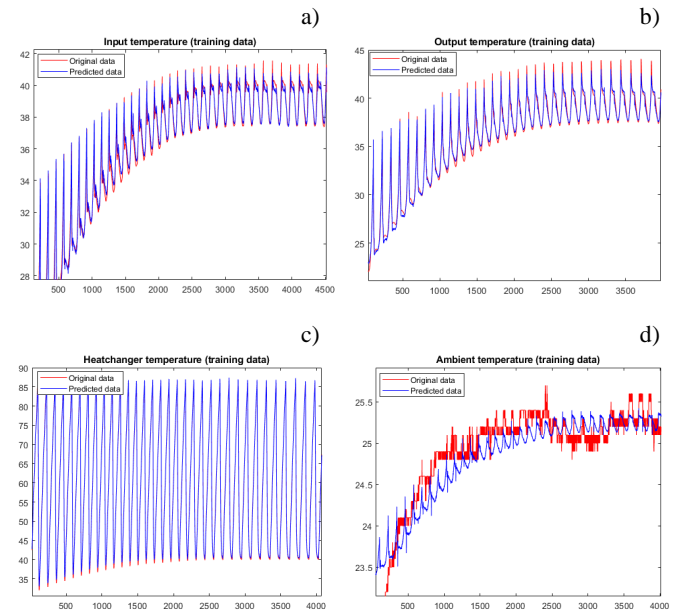 a)
Input temperature (training data)
Original data
Predicted data
42
40
38
36
34
32
30
28
500 1000 1500 2000 2500 3000 3500 4000 4500
b)
Output temperature (training data)
Original data
Predicted data
45
40
35
30
25
500 1000 1500 2000 2500 3000 3500
c)
Heatchanger temperature (training data)
Original data
Predicted data
90
85
80
75
70
65
60
55
50
45
40
35
500 1000 1500 2000 2500 3000 3500 4000
d)
Ambient temperature (training data)
Original data
Predicted data
25.5
25
24.5
24
23.5
500 1000 1500 2000 2500 3000 3500 4000